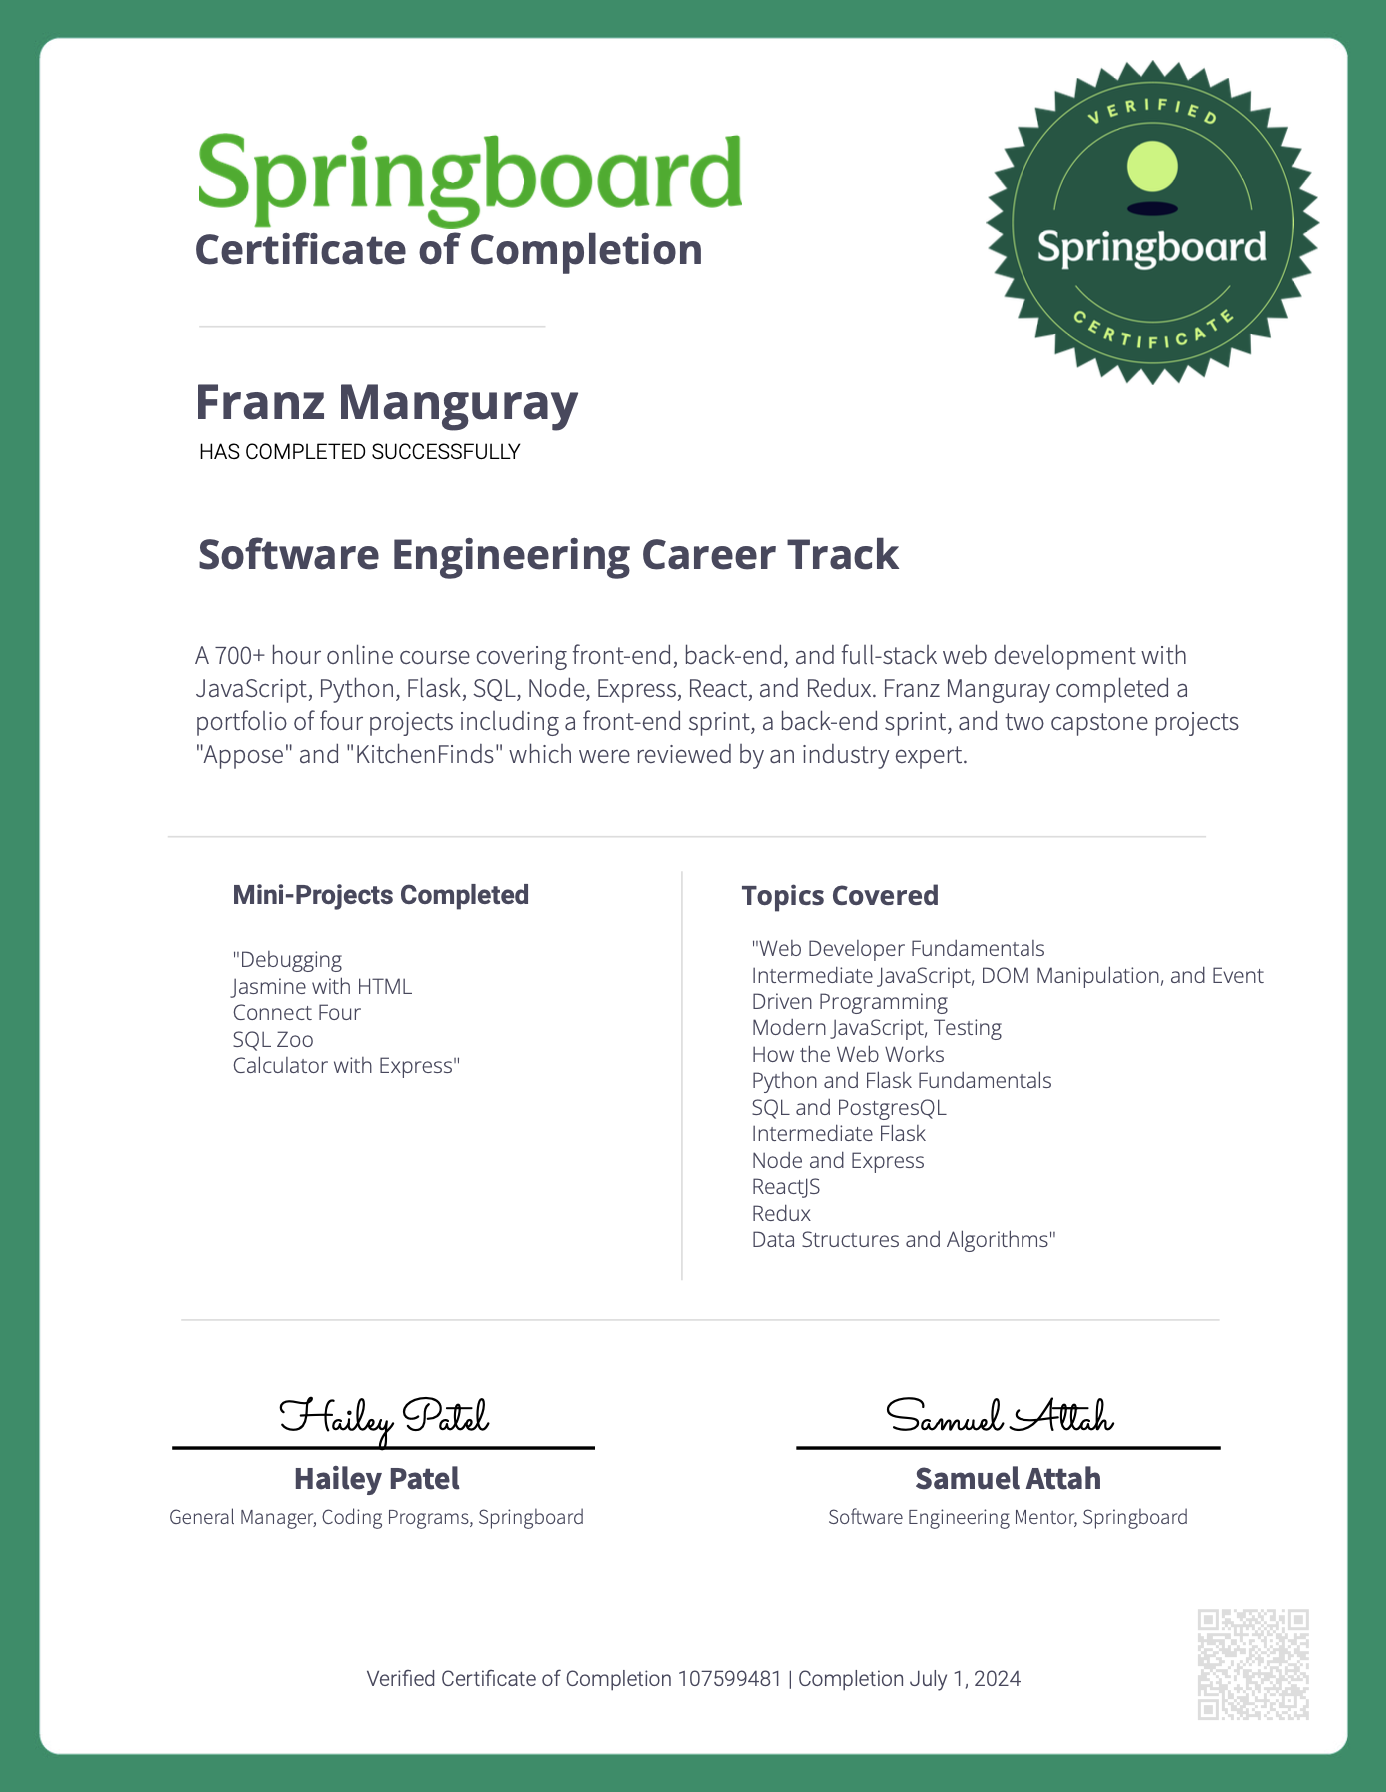 Springboard
Certificate of Completion
VERIFIED
Springboard
CERTIFICATE
Franz Manguray
HAS COMPLETED SUCCESSFULLY
Software Engineering Career Track
A 700+ hour online course covering front-end, back-end, and full-stack web development with
JavaScript, Python, Flask, SQL, Node, Express, React, and Redux. Franz Manguray completed a
portfolio of four projects including a front-end sprint, a back-end sprint, and two capstone projects
"Appose" and "KitchenFinds" which were reviewed by an industry expert.
Mini-Projects Completed
"Debugging
Jasmine with HTML
Connect Four
SQL Zoo
Calculator with Express"
Topics Covered
"Web Developer Fundamentals
Intermediate JavaScript, DOM Manipulation, and Event
Driven Programming
Modern JavaScript, Testing
How the Web Works
Python and Flask Fundamentals
SQL and PostgresQL
Intermediate Flask
Node and Express
ReactJS
Redux
Data Structures and Algorithms"
Hailey Patel
Hailey Patel
General Manager, Coding Programs, Springboard
Samuel Attah
Samuel Attah
Software Engineering Mentor, Springboard
Verified Certificate of Completion 107599481 | Completion July 1, 2024